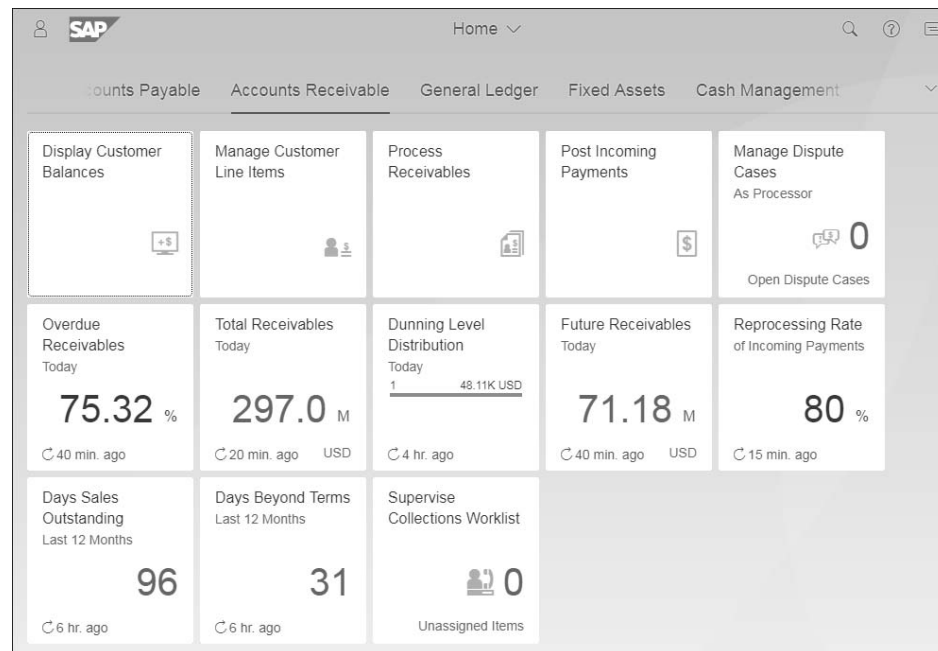 SAP
Home
ounts Payable Accounts Receivable General Ledger Fixed Assets Cash Management
Display Customer
Balances
+$
Manage Customer
Line Items
$
Process
Receivables
$
Post Incoming
Payments
$
Manage Dispute
Cases
As Processor
$
0
Open Dispute Cases
Overdue
Receivables
Today
75.32 %
40 min. ago
Total Receivables
Today
297.0 M
20 min. ago USD
Dunning Level
Distribution
Today
1 48.11K USD
4 hr. ago
Future Receivables
Today
71.18 M
40 min. ago USD
Reprocessing Rate
of Incoming Payments
80 %
15 min. ago
Days Sales
Outstanding
Last 12 Months
96
6 hr. ago
Days Beyond Terms
Last 12 Months
31
6 hr. ago
Supervise
Collections Worklist
0
Unassigned Items